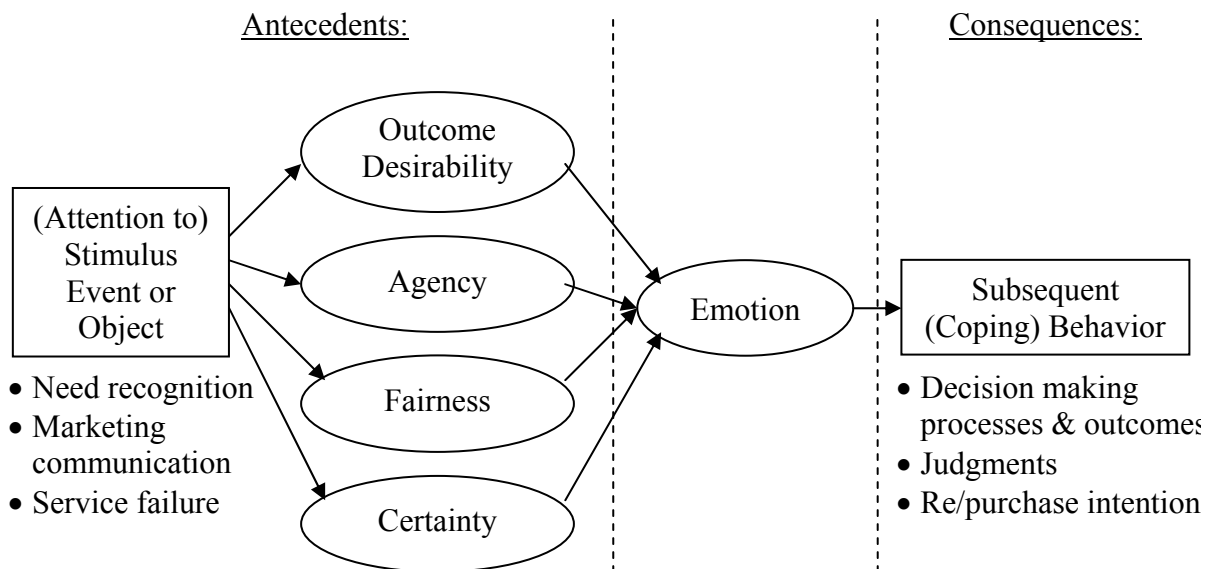 Antecedents:
Consequences:
Outcome
Desirability
(Attention to)
Stimulus
Event or
Object
Agency
Emotion
Subsequent
(Coping) Behavior
Fairness
Certainty
• Need recognition
• Marketing
communication
• Service failure
• Decision making
processes & outcomes
• Judgments
• Re/purchase intention